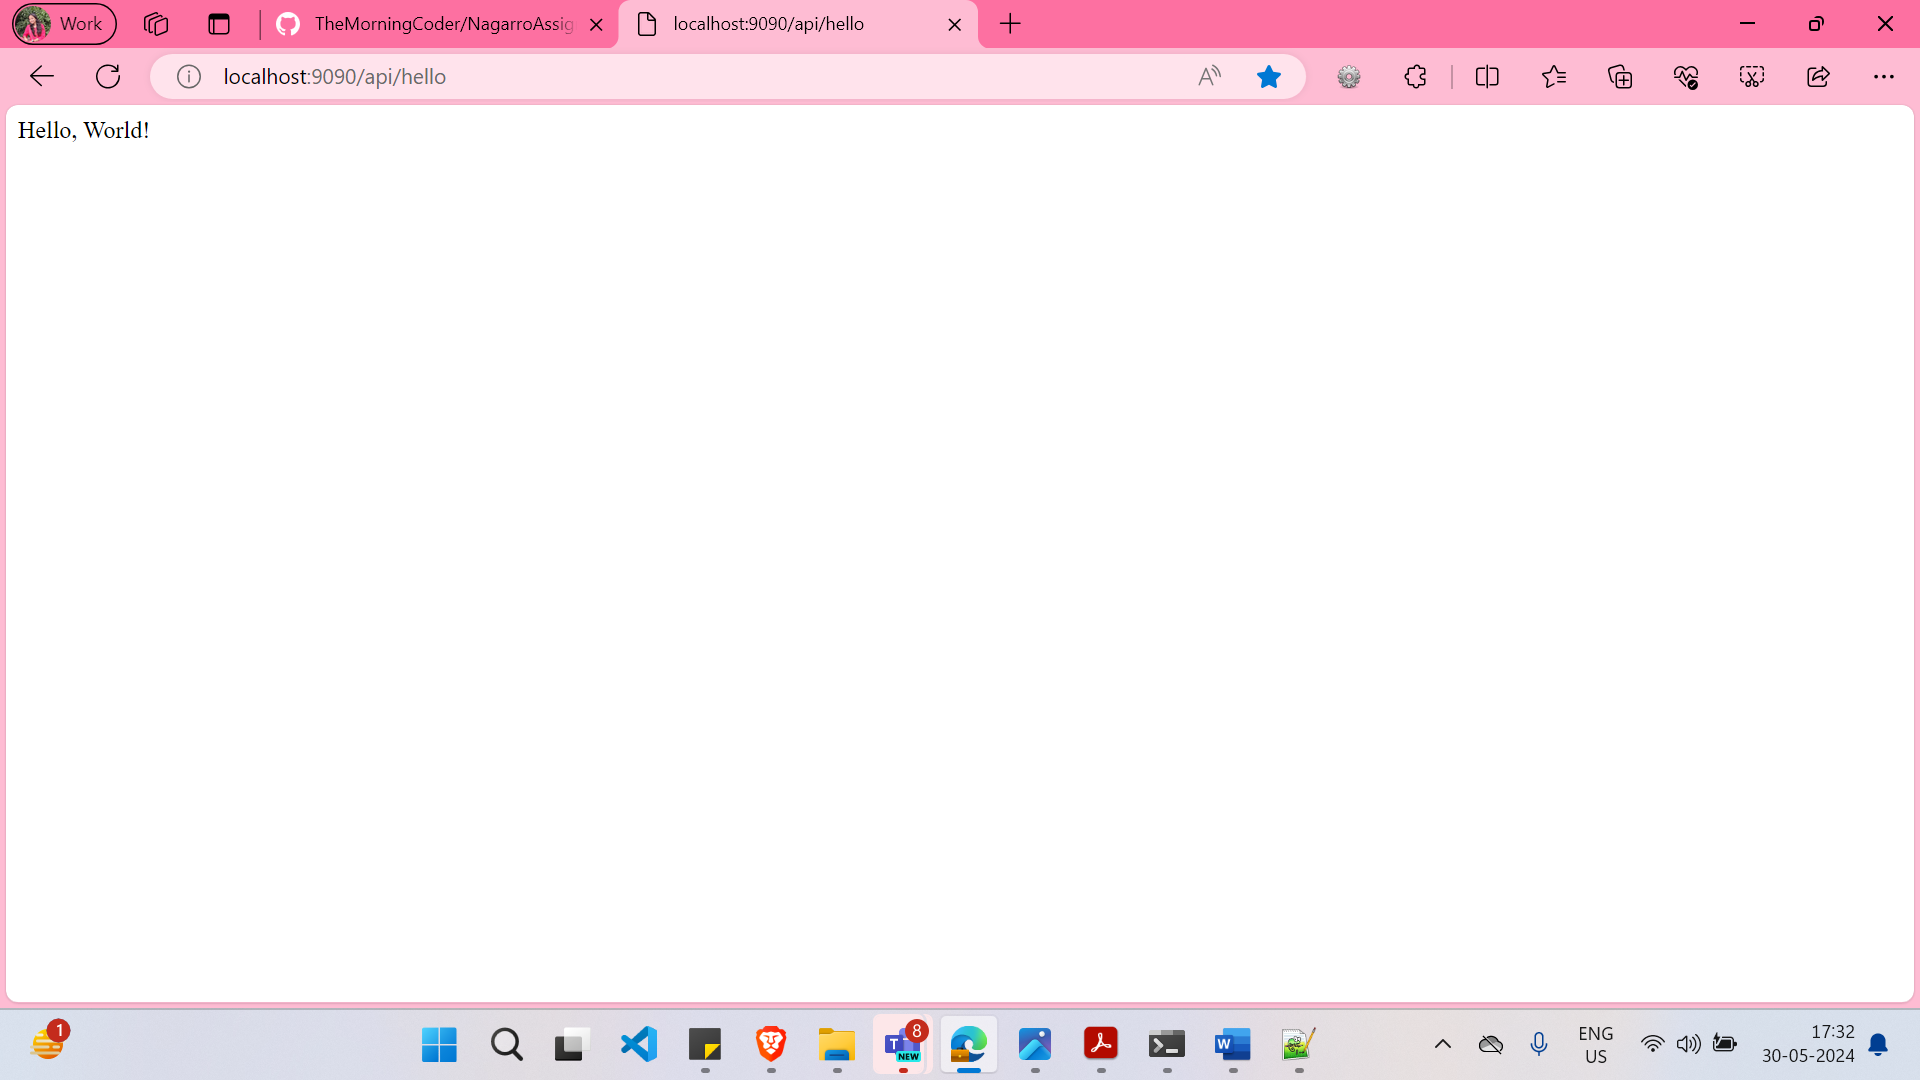 Work
TheMorningCoder/NagarroAssig
localhost:9090/api/hello
localhost:9090/api/hello
Hello, World!
1
8
NEW
ENG
US
17:32
30-05-2024